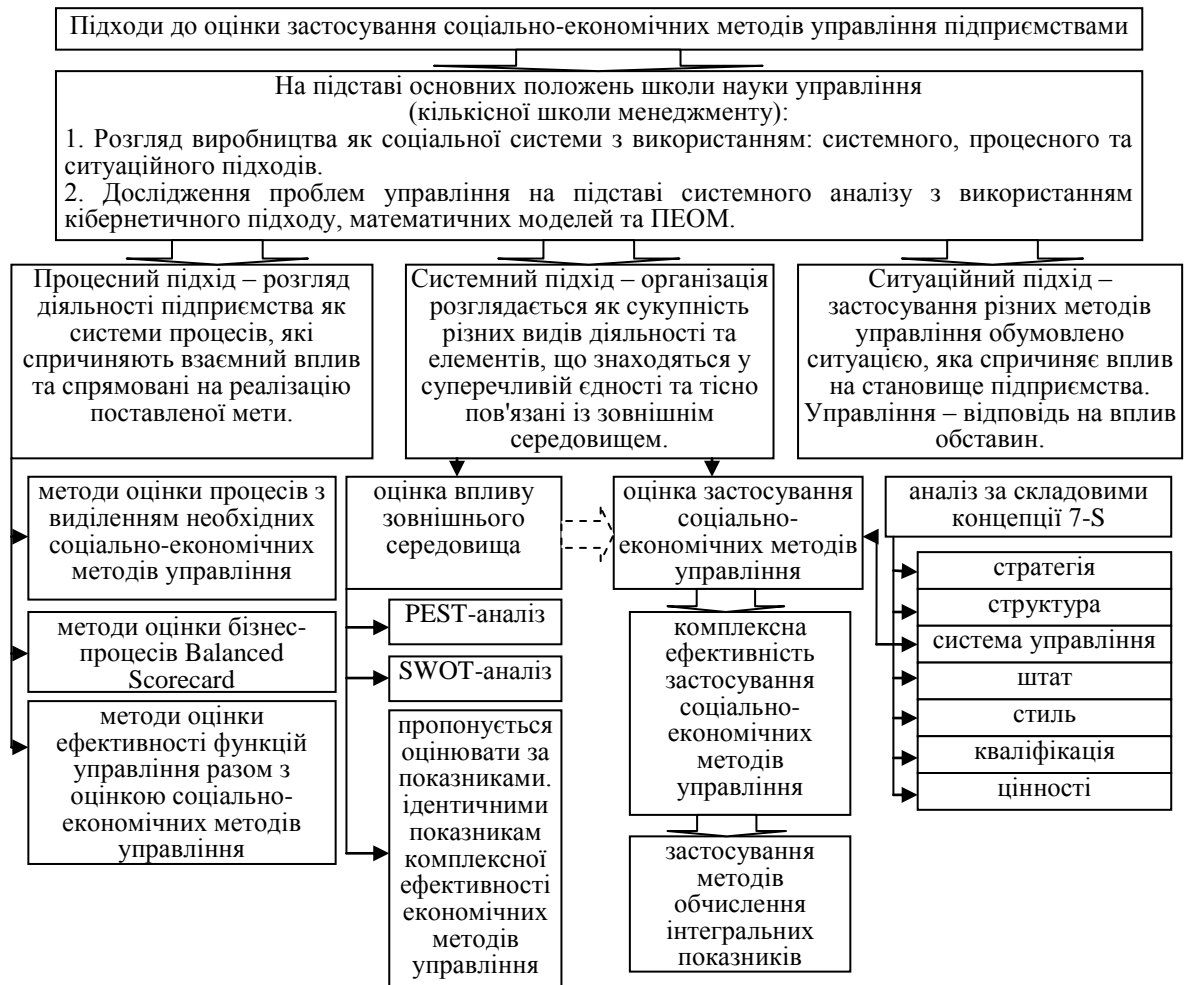 Підходи до оцінки застосування соціально-економічних методів управління підприємствами
На підставі основних положень школи науки управління
(кількісної школи менеджменту):
1. Розгляд виробництва як соціальної системи з використанням: системного, процесного та
ситуаційного підходів.
2. Дослідження проблем управління на підставі системного аналізу з використанням
кібернетичного підходу, математичних моделей та ПЕОМ.
Процесний підхід – розгляд
діяльності підприємства як
системи процесів, які
спричиняють взаємний вплив
та спрямовані на реалізацію
поставленої мети.
Системний підхід – організація
розглядається як сукупність
різних видів діяльності та
елементів, що знаходяться у
суперечливій єдності та тісно
пов'язані із зовнішнім
середовищем.
Ситуаційний підхід –
застосування різних методів
управління обумовлено
ситуацією, яка спричиняє вплив
на становище підприємства.
Управління – відповідь на вплив
обставин.
методи оцінки процесів з
виділенням необхідних
соціально-економічних
методів управління
методи оцінки бізнес-
процесів Balanced
Scorecard
методи оцінки
ефективності функцій
управління разом з
оцінкою соціально-
економічних методів
управління
оцінка впливу
зовнішнього
середовища
PEST-аналіз
SWOT-аналіз
пропонується
оцінювати за
показниками.
ідентичними
показникам
комплексної
ефективності
економічних
методів
управління
оцінка застосування
соціально-
економічних методів
управління
комплексна
ефективність
застосування
соціально-
економічних
методів
управління
застосування
методів
обчислення
інтегральних
показників
аналіз за складовими
концепції 7-S
стратегія
структура
система управління
штат
стиль
кваліфікація
цінності